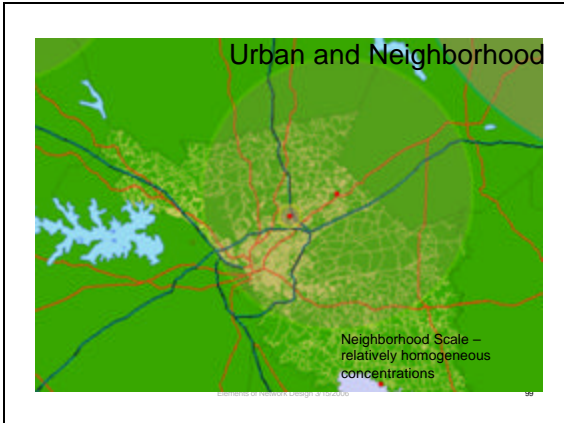 Urban and Neighborhood
Neighborhood Scale –
relatively homogeneous
concentrations
Elements of Network Design 3/15/2006
99